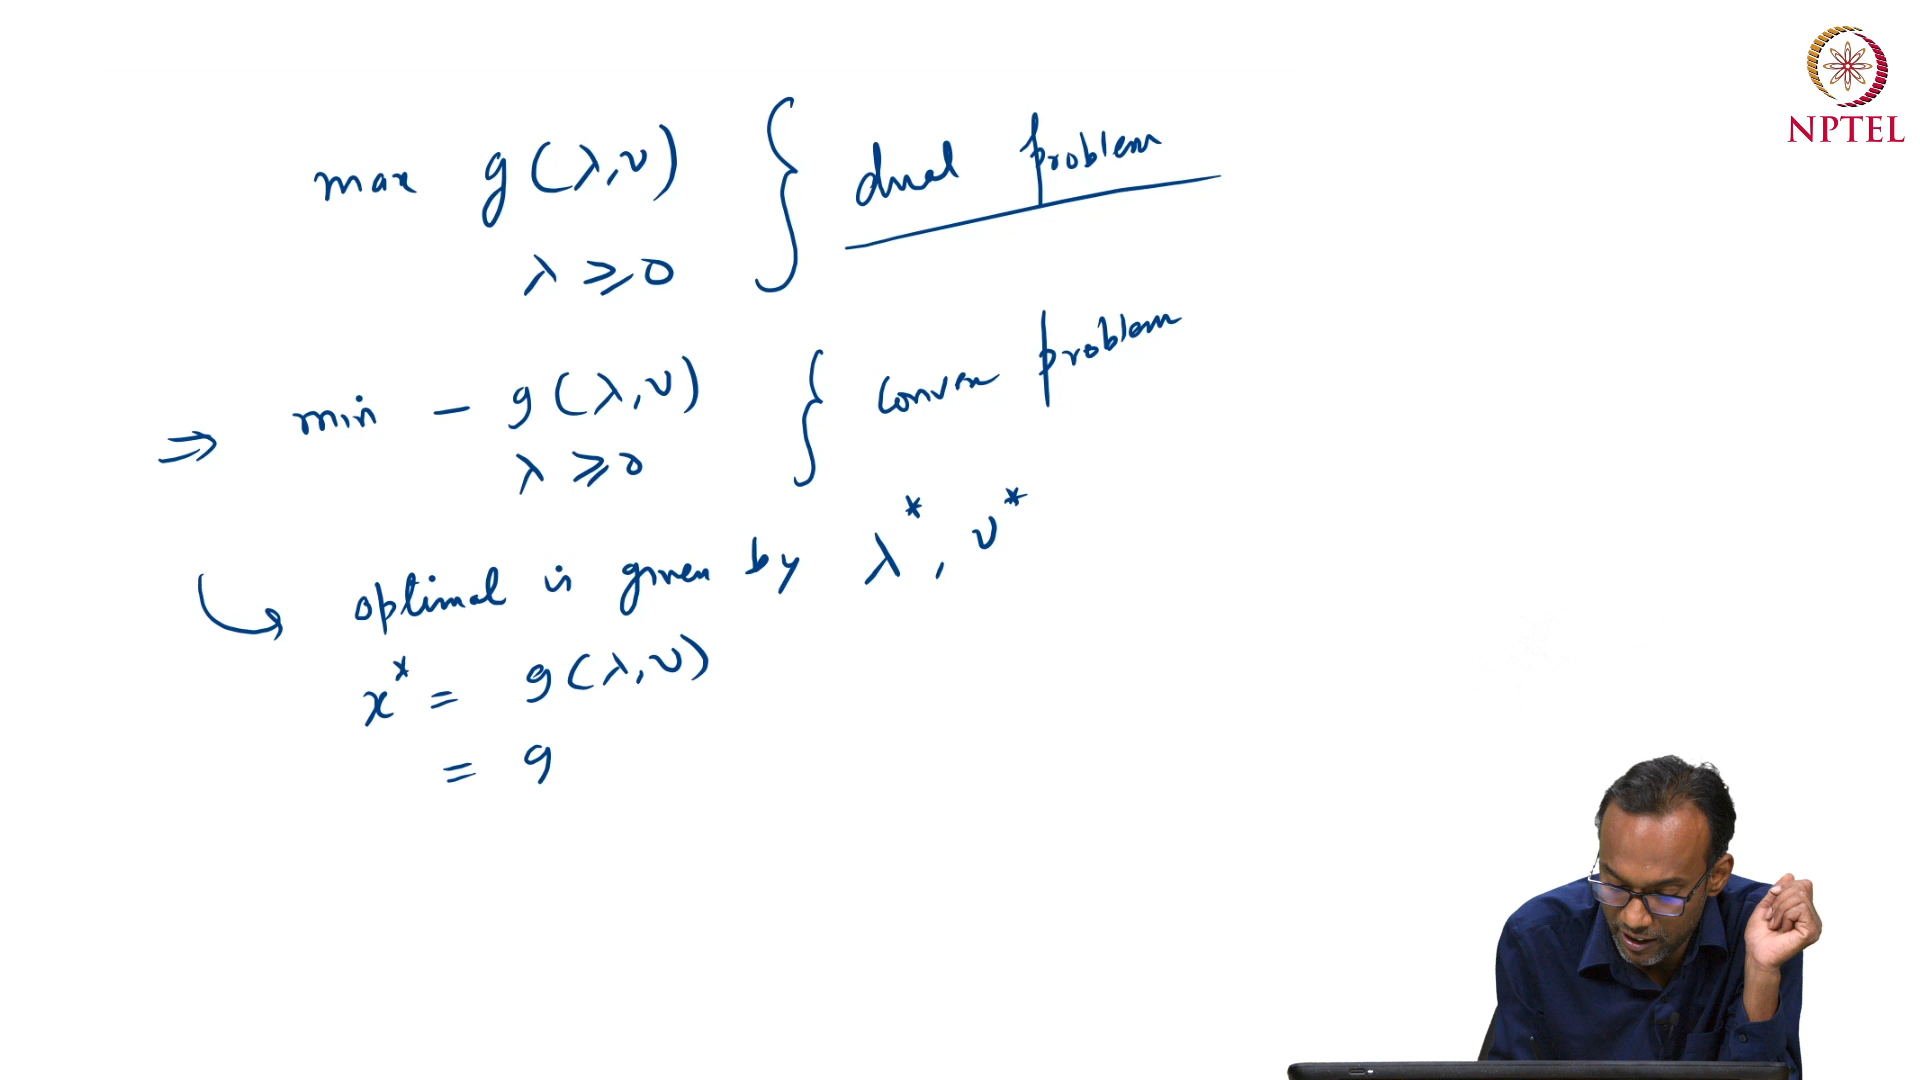 NPTEL
max g(λ,ν) } dual problem
λ ≥ 0
⇒ min - g(λ,ν) { convex problem
λ ≥ 0
↳ optimal is given by λ*, ν*
x* = g(λ,ν)
= g